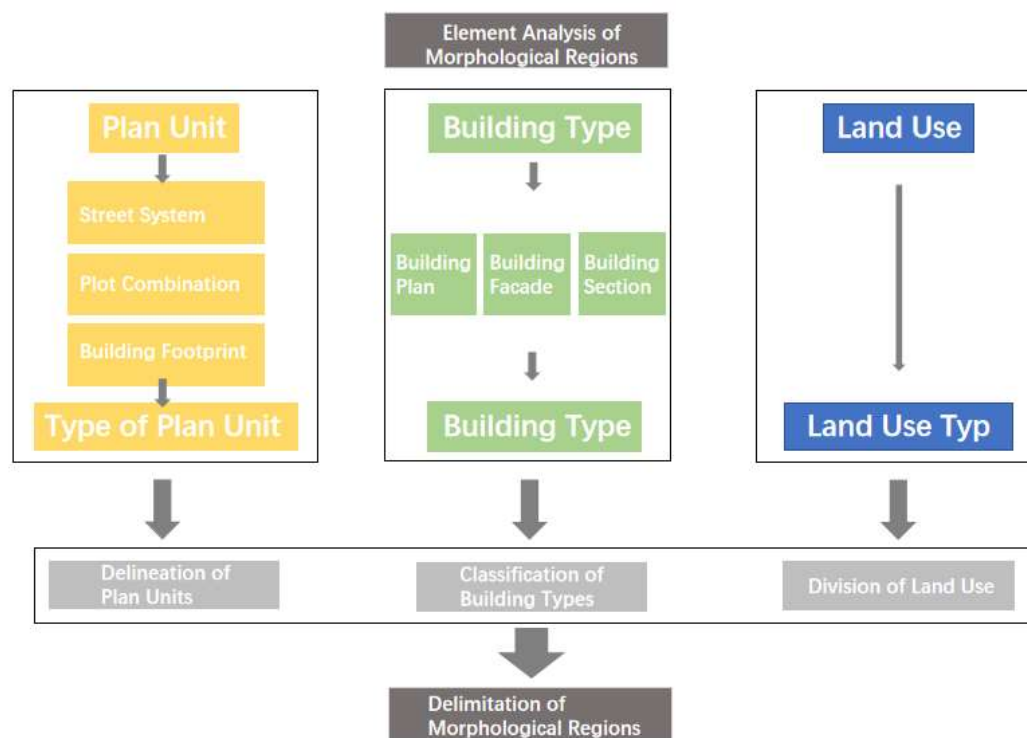 Element Analysis of
Morphological Regions
Plan Unit
Street System
Plot Combination
Building Footprint
Type of Plan Unit
Building Type
Building
Plan
Building
Facade
Building
Section
Building Type
Land Use
Land Use Typ
Delineation of
Plan Units
Classification of
Building Types
Division of Land Use
Delimitation of
Morphological Regions